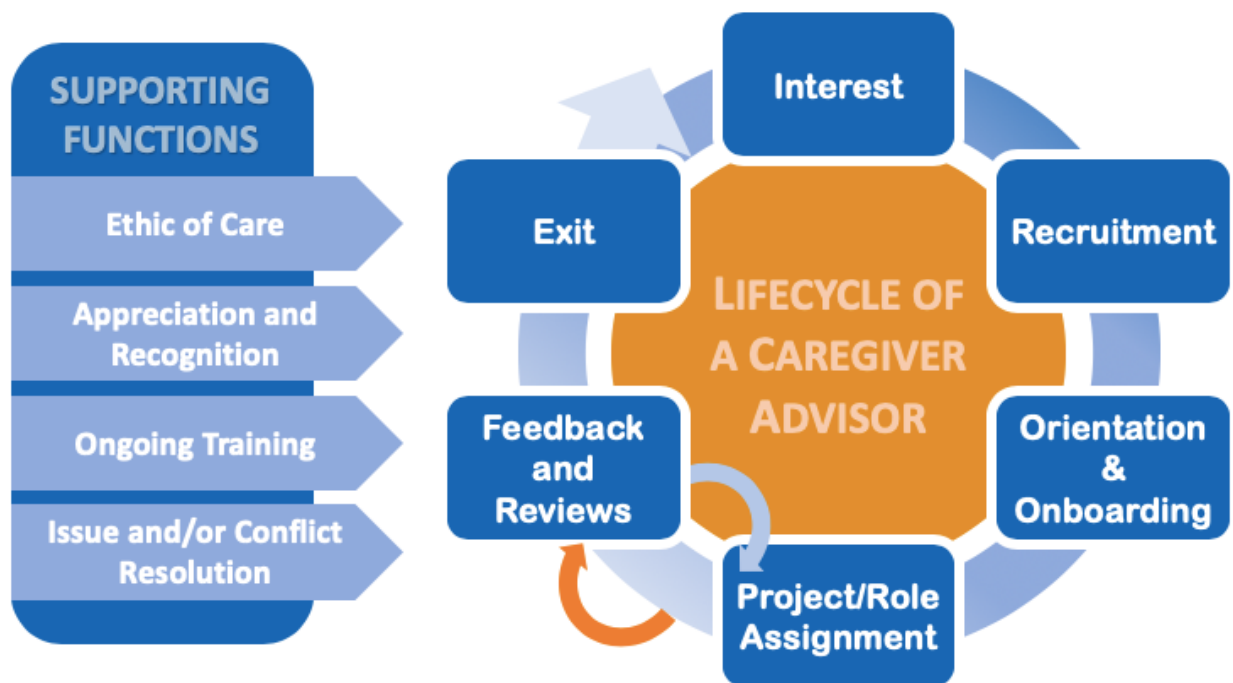 SUPPORTING
FUNCTIONS
Ethic of Care
Appreciation and
Recognition
Ongoing Training
Issue and/or Conflict
Resolution
Interest
Recruitment
Orientation
&
Onboarding
Project/Role
Assignment
Feedback
and
Reviews
Exit
LIFECYCLE OF
A CAREGIVER
ADVISOR